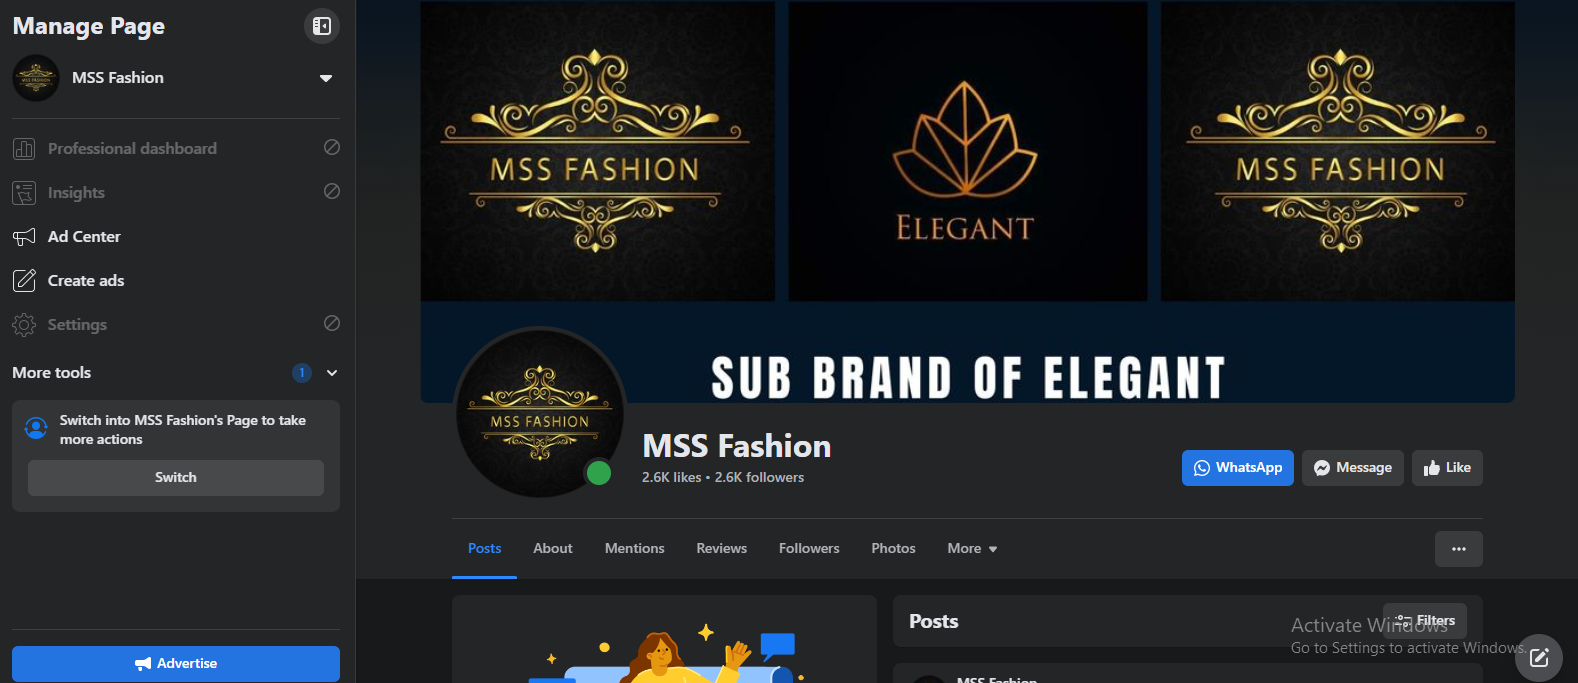 Manage Page
MSS Fashion
Professional dashboard
Insights
Ad Center
Create ads
Settings
More tools
1
Switch into MSS Fashion's Page to take
more actions
Switch
Advertise
MSS FASHION
ELEGANT
MSS FASHION
SUB BRAND OF ELEGANT
MSS FASHION
MSS Fashion
2.6K likes • 2.6K followers
WhatsApp
Message
Like
Posts
About
Mentions
Reviews
Followers
Photos
More
Posts
Filters
Activate Windows
Go to Settings to activate Windows.
MSS Fashion